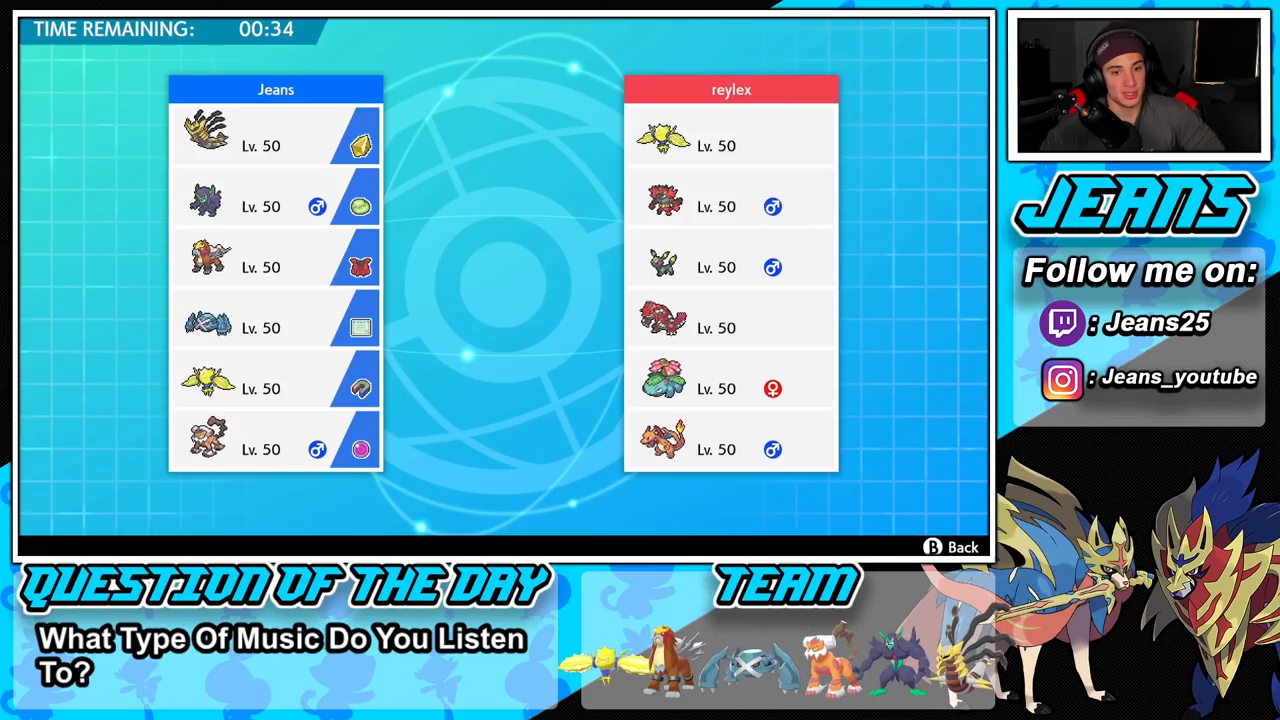 TIME REMAINING: 00:34
Jeans
Lv. 50
Lv. 50
Lv. 50
Lv. 50
Lv. 50
Lv. 50
reylex
Lv. 50
Lv. 50
Lv. 50
Lv. 50
Lv. 50
Lv. 50
B Back
JEANS
Follow me on:
: Jeans25
: Jeans_youtube
QUESTION OF THE DAY
What Type Of Music Do You Listen
To?
TEAM